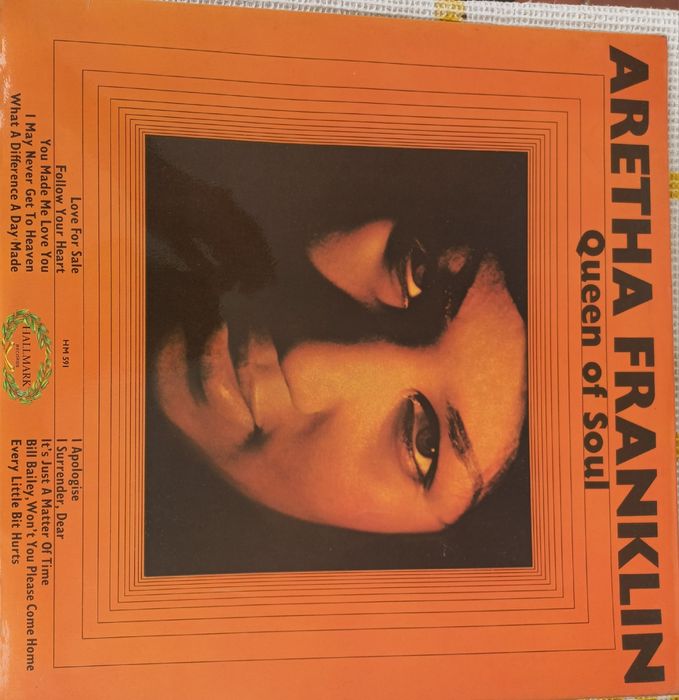 ARETHA FRANKLIN
Queen of Soul
Love For Sale
Follow Your Heart
You Made Me Love You
I May Never Get To Heaven
What A Difference A Day Made
HM 591
HALLMARK
RECORDS
I Apologise
I Surrender, Dear
It's Just A Matter Of Time
Bill Bailey, Won't You Please Come Home
Every Little Bit Hurts